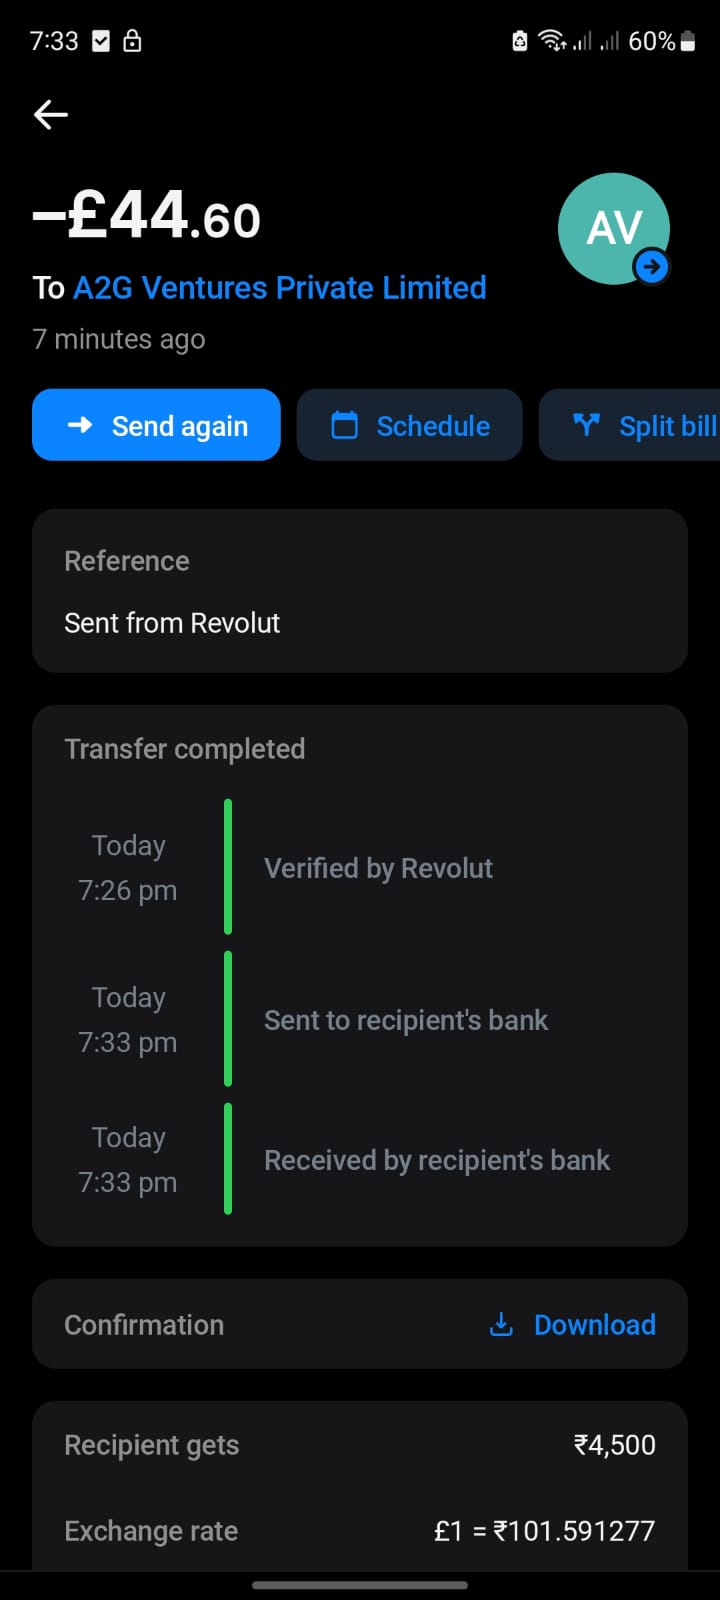 7:33 60%
–£44.60
AV
To A2G Ventures Private Limited
7 minutes ago
Send again Schedule Split bill
Reference
Sent from Revolut
Transfer completed
Today
7:26 pm
Verified by Revolut
Today
7:33 pm
Sent to recipient's bank
Today
7:33 pm
Received by recipient's bank
Confirmation Download
Recipient gets ₹4,500
Exchange rate £1 = ₹101.591277